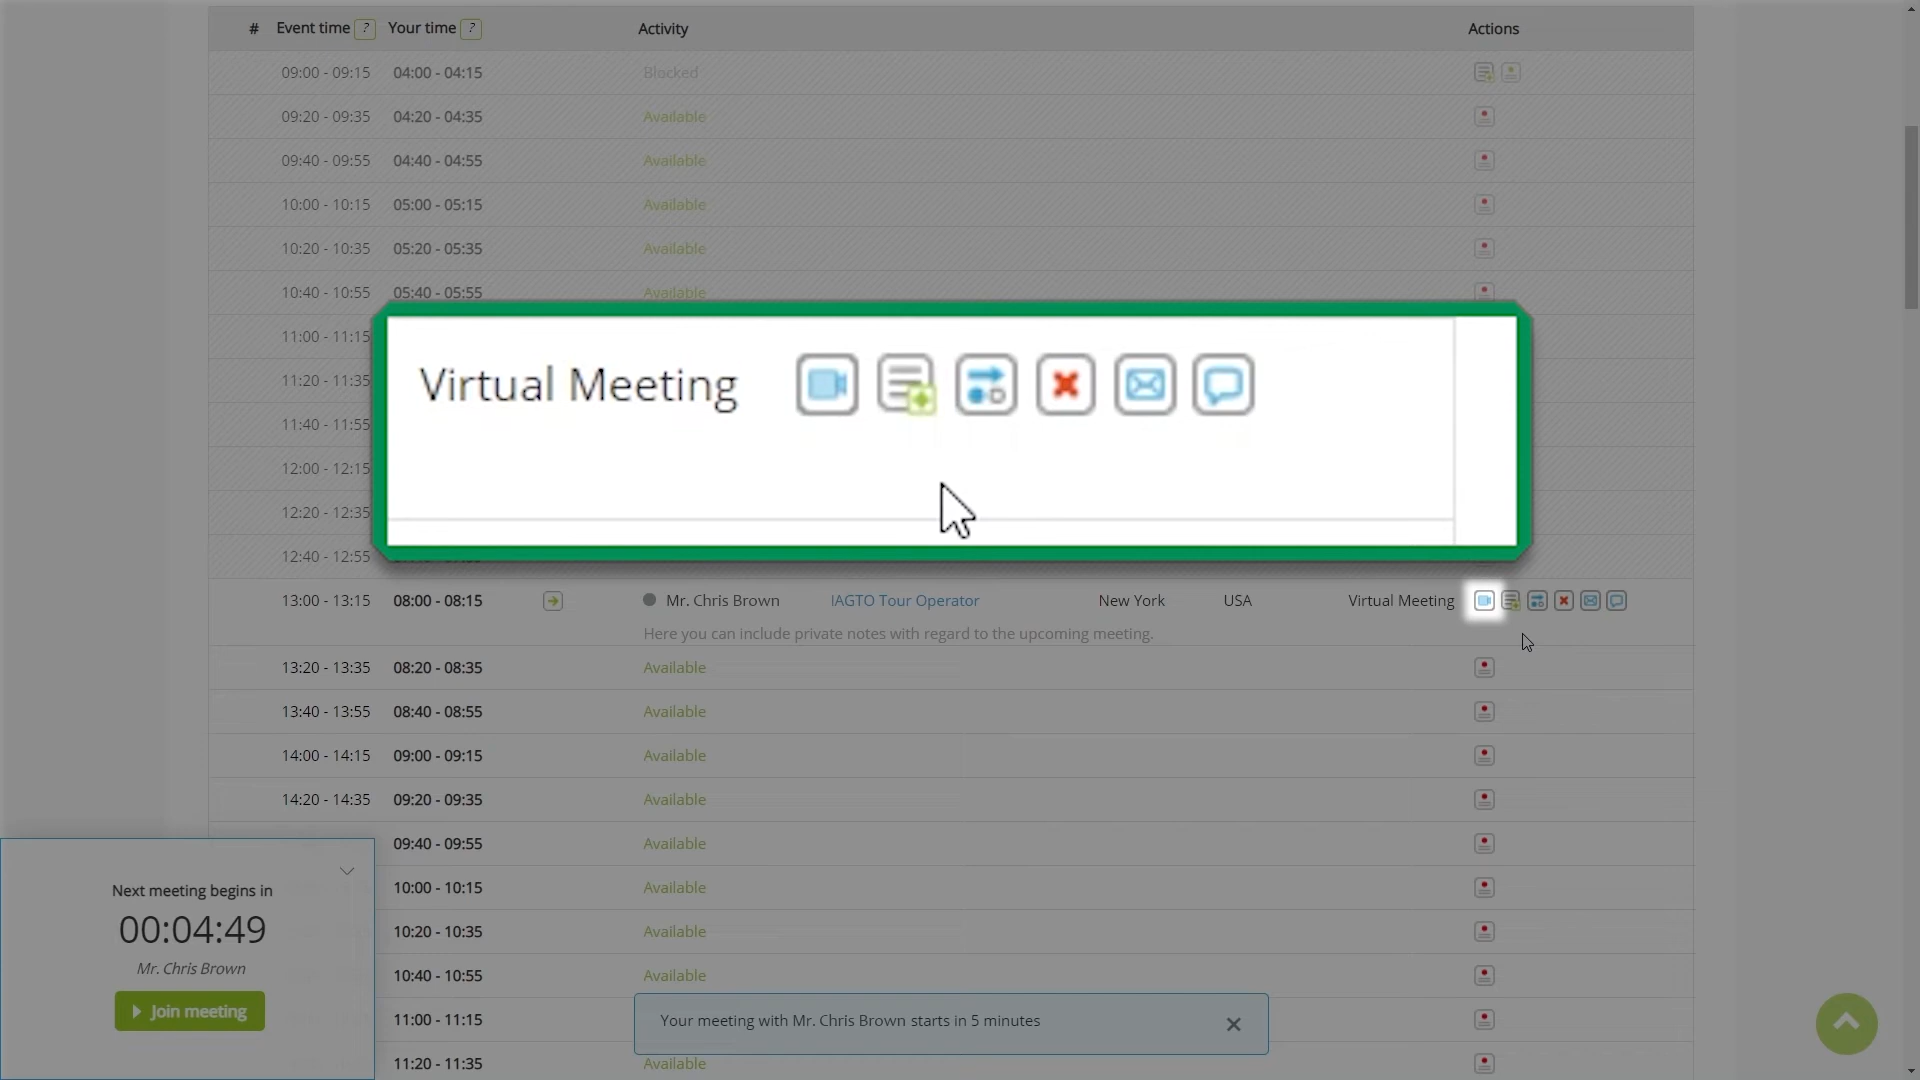 # Event time ? Your time ? Activity Actions
09:00 - 09:15 04:00 - 04:15 Blocked
09:20 - 09:35 04:20 - 04:35 Available
09:40 - 09:55 04:40 - 04:55 Available
10:00 - 10:15 05:00 - 05:15 Available
10:20 - 10:35 05:20 - 05:35 Available
10:40 - 10:55 05:40 - 05:55 Available
11:00 - 11:15
11:20 - 11:35
Virtual Meeting
11:40 - 11:55
12:00 - 12:15
12:20 - 12:35
12:40 - 12:55
13:00 - 13:15 08:00 - 08:15 Mr. Chris Brown IAGTO Tour Operator New York USA Virtual Meeting
Here you can include private notes with regard to the upcoming meeting.
13:20 - 13:35 08:20 - 08:35 Available
13:40 - 13:55 08:40 - 08:55 Available
14:00 - 14:15 09:00 - 09:15 Available
14:20 - 14:35 09:20 - 09:35 Available
09:40 - 09:55 Available
10:00 - 10:15 Available
10:20 - 10:35 Available
10:40 - 10:55 Available
11:00 - 11:15
11:20 - 11:35 Available
Next meeting begins in
00:04:49
Mr. Chris Brown
Join meeting
Your meeting with Mr. Chris Brown starts in 5 minutes